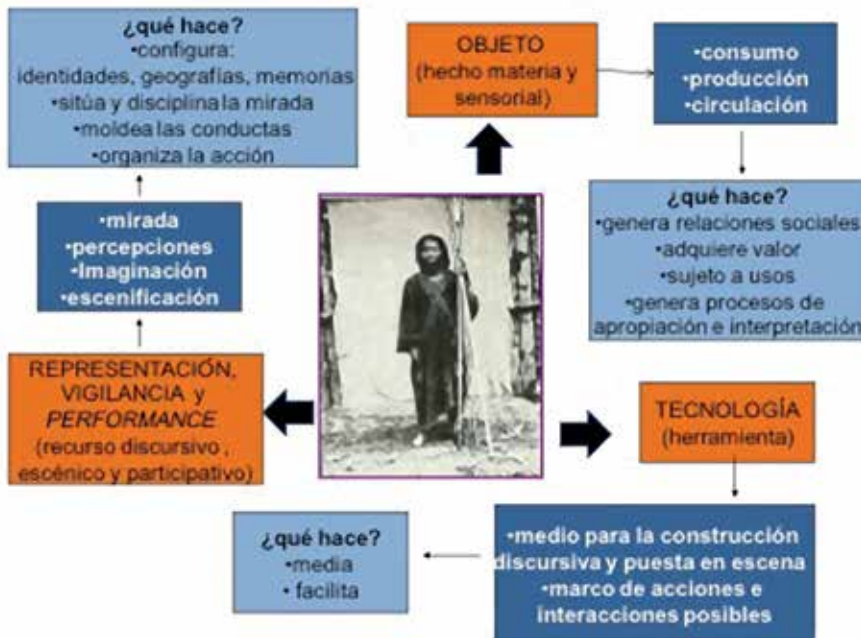 ¿qué hace?
•configura:
identidades, geografías, memorias
•sitúa y disciplina la mirada
•moldea las conductas
•organiza la acción
•mirada
•percepciones
•Imaginación
•escenificación
REPRESENTACIÓN,
VIGILANCIA y
PERFORMANCE
(recurso discursivo ,
escénico y participativo)
OBJETO
(hecho materia y
sensorial)
•consumo
•producción
•circulación
¿qué hace?
•genera relaciones sociales
•adquiere valor
•sujeto a usos
•genera procesos de
apropiación e interpretación
TECNOLOGÍA
(herramienta)
•medio para la construcción
discursiva y puesta en escena
•marco de acciones e
interacciones posibles
¿qué hace?
•media
• facilita